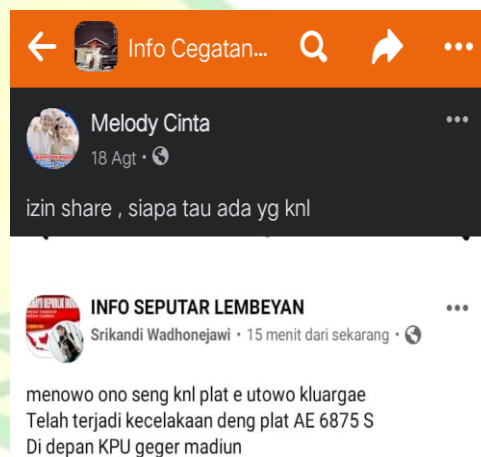 Info Cegatan...
Melody Cinta
18 Agt •
izin share , siapa tau ada yg knl
INFO SEPUTAR LEMBEYAN
Srikandi Wadhonejawi • 15 menit dari sekarang •
menowo ono seng knl plat e utowo kluargae
Telah terjadi kecelakaan deng plat AE 6875 S
Di depan KPU geger madiun